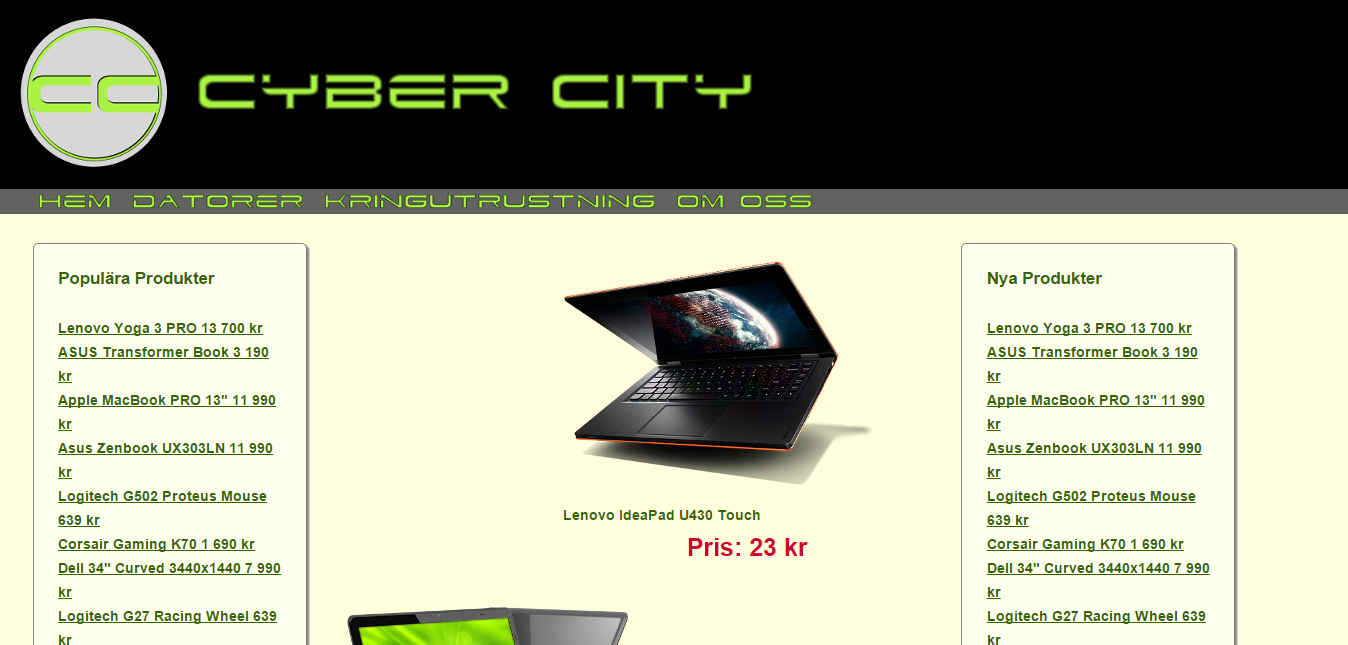 CC
CYBER CITY
HEM DATORER KRINGUTRUSTNING OM OSS
Populära Produkter
Lenovo Yoga 3 PRO 13 700 kr
ASUS Transformer Book 3 190
kr
Apple MacBook PRO 13" 11 990
kr
Asus Zenbook UX303LN 11 990
kr
Logitech G502 Proteus Mouse
639 kr
Corsair Gaming K70 1 690 kr
Dell 34" Curved 3440x1440 7 990
kr
Logitech G27 Racing Wheel 639
kr
Lenovo IdeaPad U430 Touch
Pris: 23 kr
Nya Produkter
Lenovo Yoga 3 PRO 13 700 kr
ASUS Transformer Book 3 190
kr
Apple MacBook PRO 13" 11 990
kr
Asus Zenbook UX303LN 11 990
kr
Logitech G502 Proteus Mouse
639 kr
Corsair Gaming K70 1 690 kr
Dell 34" Curved 3440x1440 7 990
kr
Logitech G27 Racing Wheel 639
kr